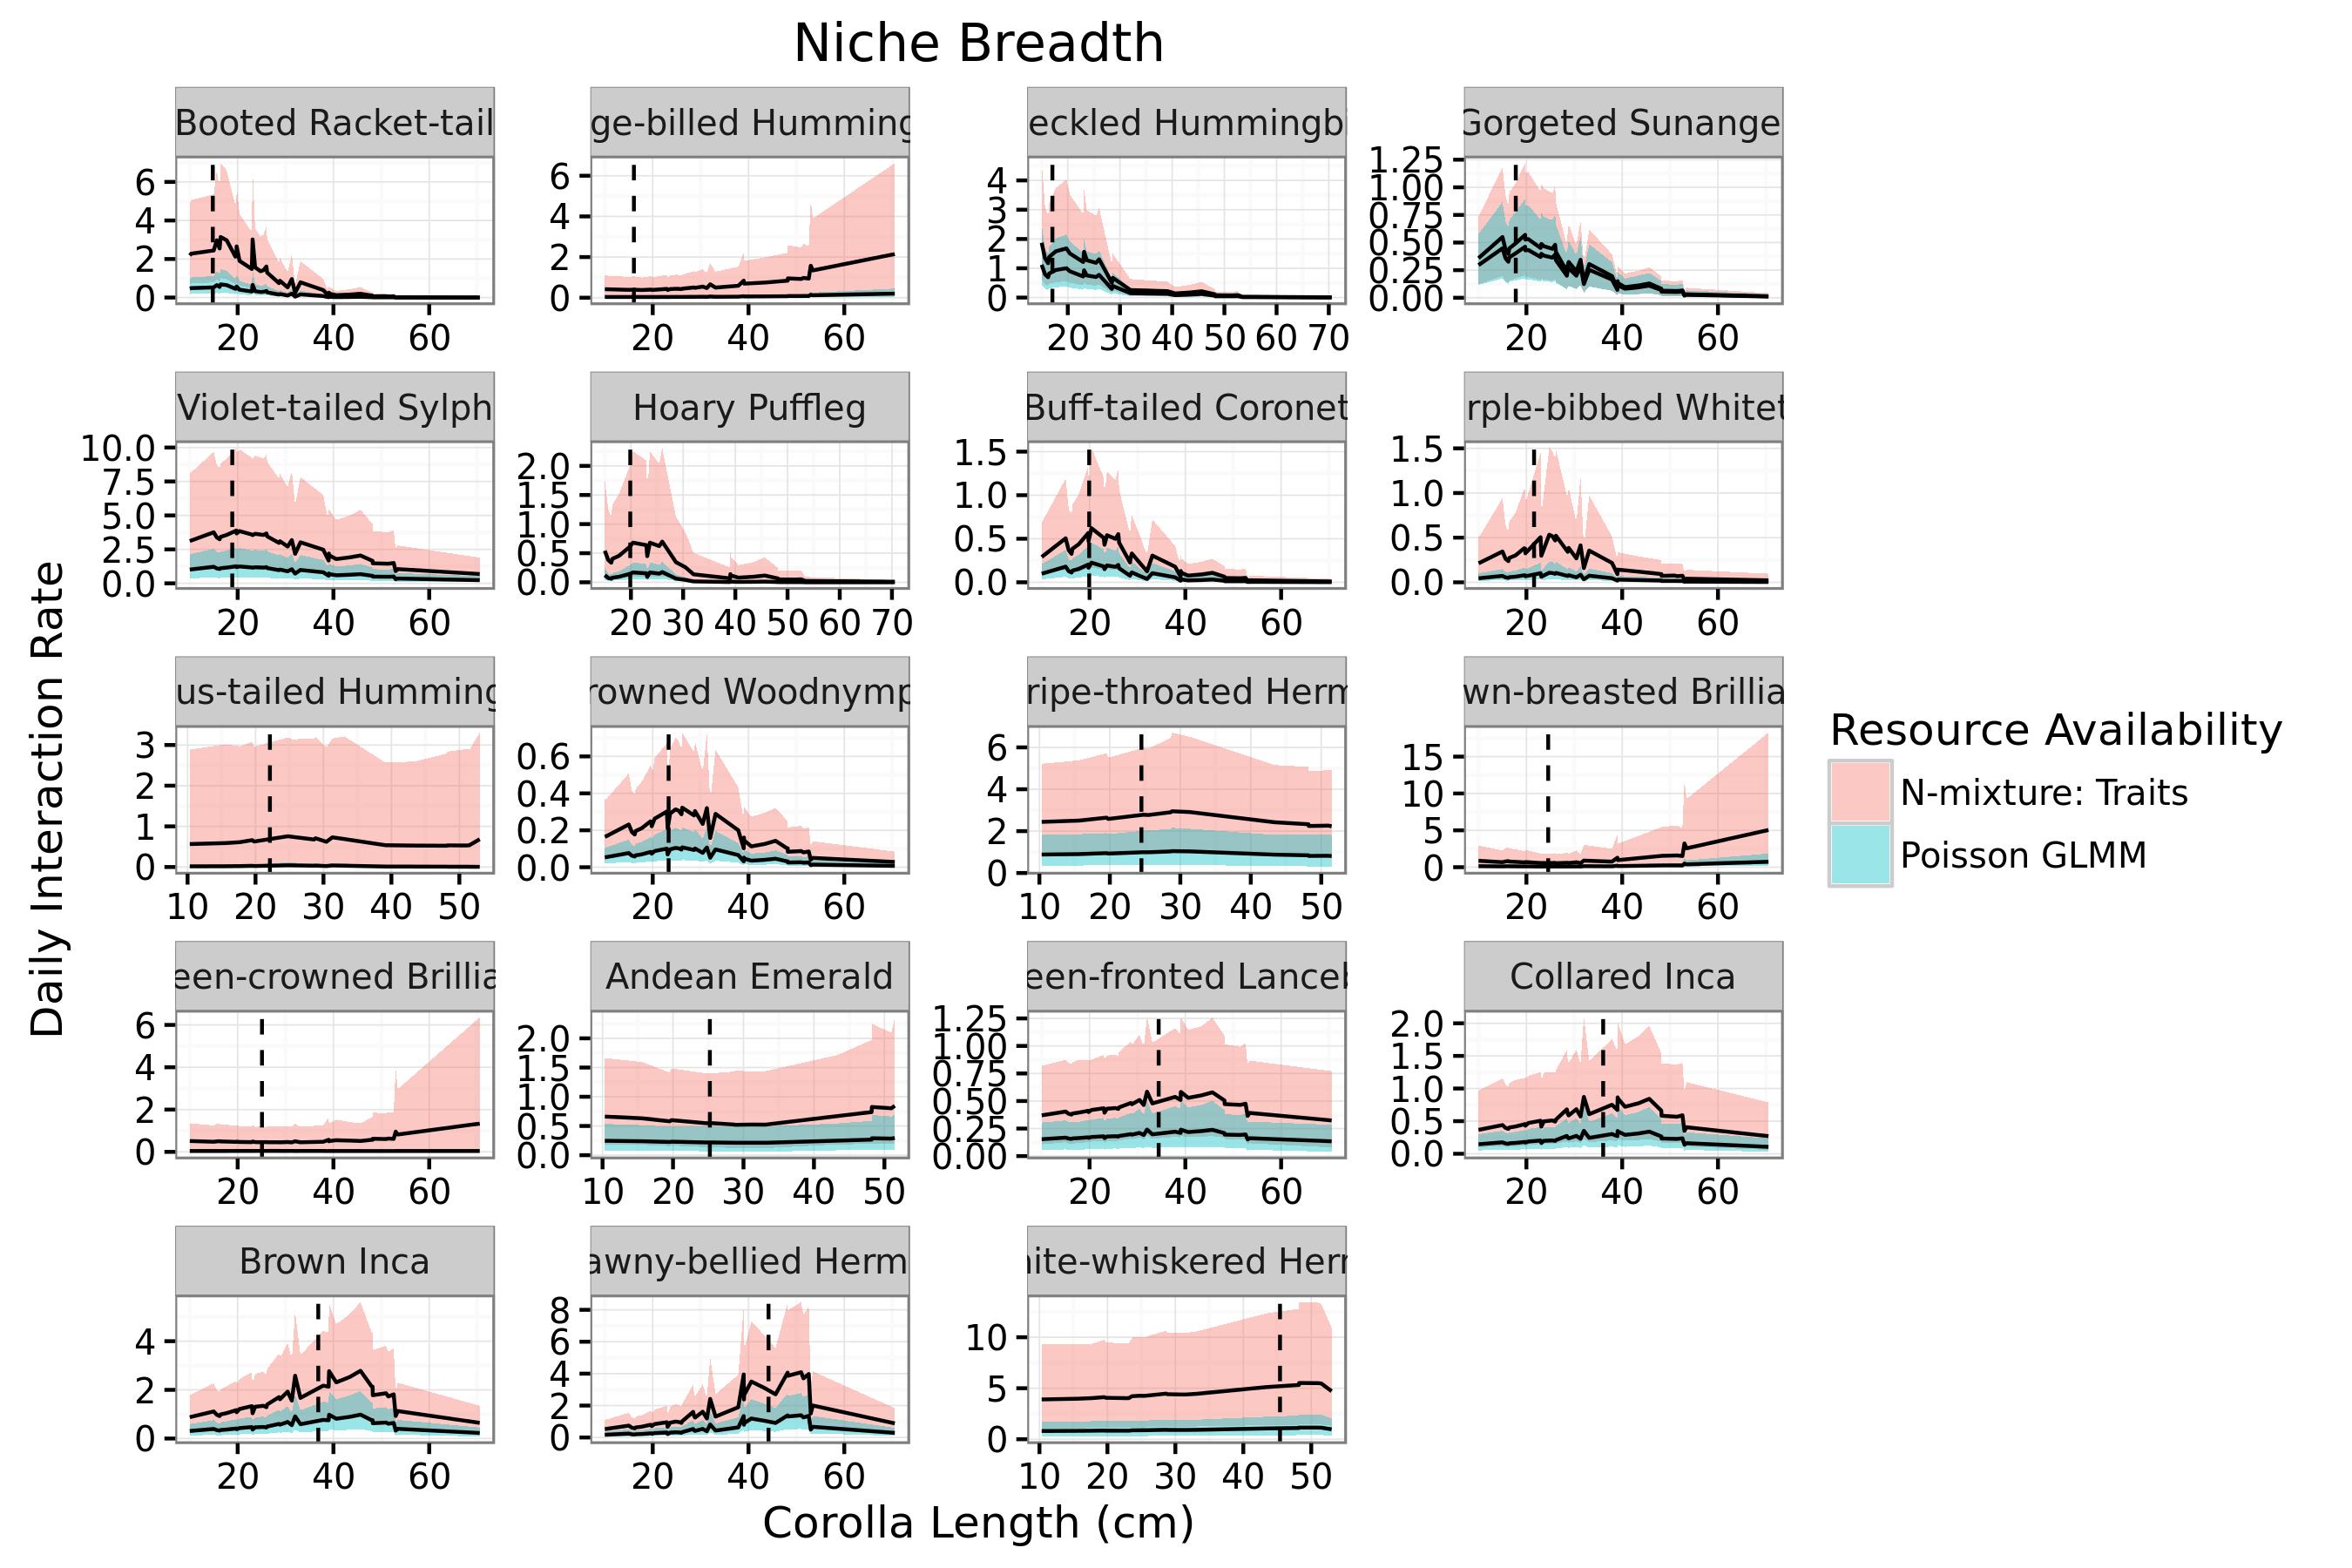 Niche Breadth
Booted Racket-tail
ge-billed Humming
eckled Hummingbi
Gorgeted Sunange
6
4
2
0
20 40 60
6
4
2
0
20 40 60
4
3
2
1
0
20 30 40 50 60 70
1.25
1.00
0.75
0.50
0.25
0.00
20 40 60
Violet-tailed Sylph
Hoary Puffleg
Buff-tailed Coronet
rple-bibbed Whitet
10.0
7.5
5.0
2.5
0.0
20 40 60
2.0
1.5
1.0
0.5
0.0
20 30 40 50 60 70
1.5
1.0
0.5
0.0
20 40 60
1.5
1.0
0.5
0.0
20 40 60
us-tailed Humming
rowned Woodnymp
ripe-throated Herm
wn-breasted Brillia
3
2
1
0
10 20 30 40 50
0.6
0.4
0.2
0.0
20 40 60
6
4
2
0
10 20 30 40 50
15
10
5
0
20 40 60
een-crowned Brillia
Andean Emerald
een-fronted Lanceb
Collared Inca
6
4
2
0
20 40 60
2.0
1.5
1.0
0.5
0.0
10 20 30 40 50
1.25
1.00
0.75
0.50
0.25
0.00
20 40 60
2.0
1.5
1.0
0.5
0.0
20 40 60
Brown Inca
awny-bellied Herm
hite-whiskered Herm
4
2
0
20 40 60
8
6
4
2
0
20 40 60
10
5
0
10 20 30 40 50
Daily Interaction Rate
Corolla Length (cm)
Resource Availability
N-mixture: Traits
Poisson GLMM